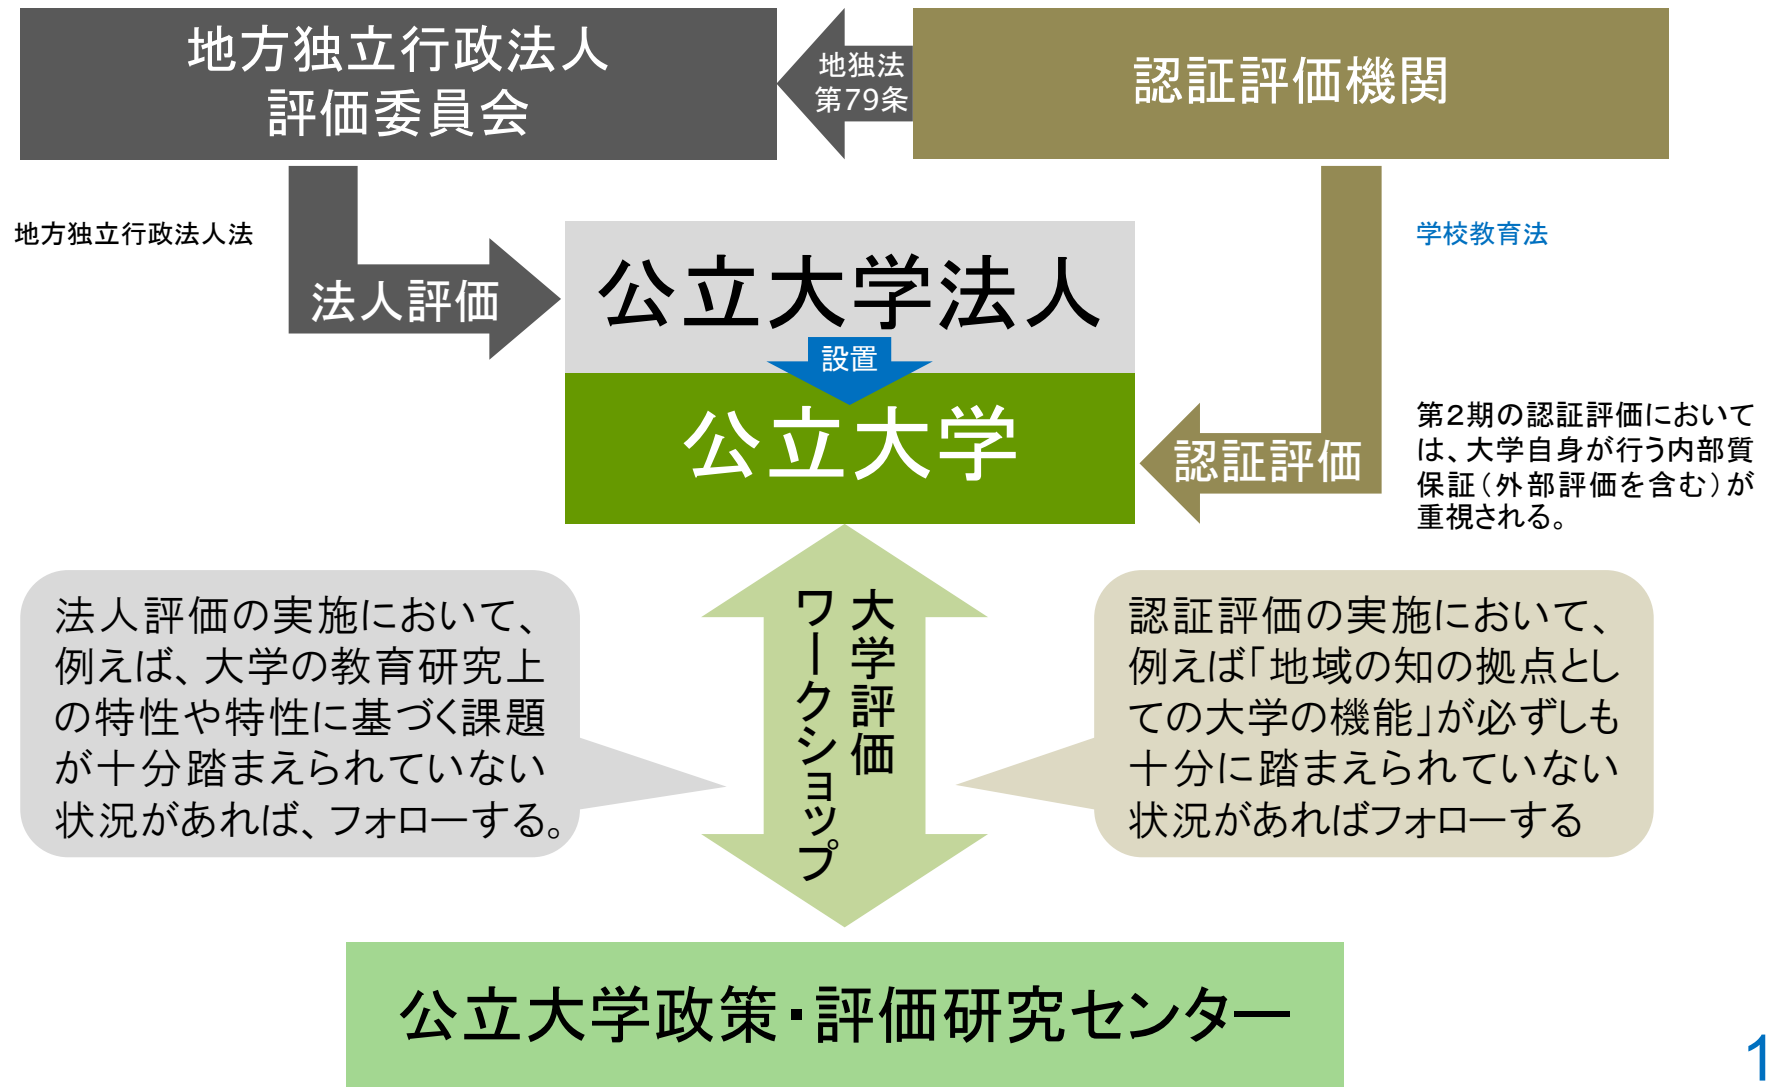 地方独立行政法人
評価委員会
地独法
第79条
認証評価機関
地方独立行政法人法
学校教育法
法人評価
公立大学法人
設置
公立大学
認証評価
第2期の認証評価において
は、大学自身が行う内部質
保証（外部評価を含む）が
重視される。
法人評価の実施において、
例えば、大学の教育研究上
の特性や特性に基づく課題
が十分踏まえられていない
状況があれば、フォローする。
大学評価
ワークショップ
認証評価の実施において、
例えば「地域の知の拠点とし
ての大学の機能」が必ずしも
十分に踏まえられていない
状況があればフォローする
公立大学政策・評価研究センター
1